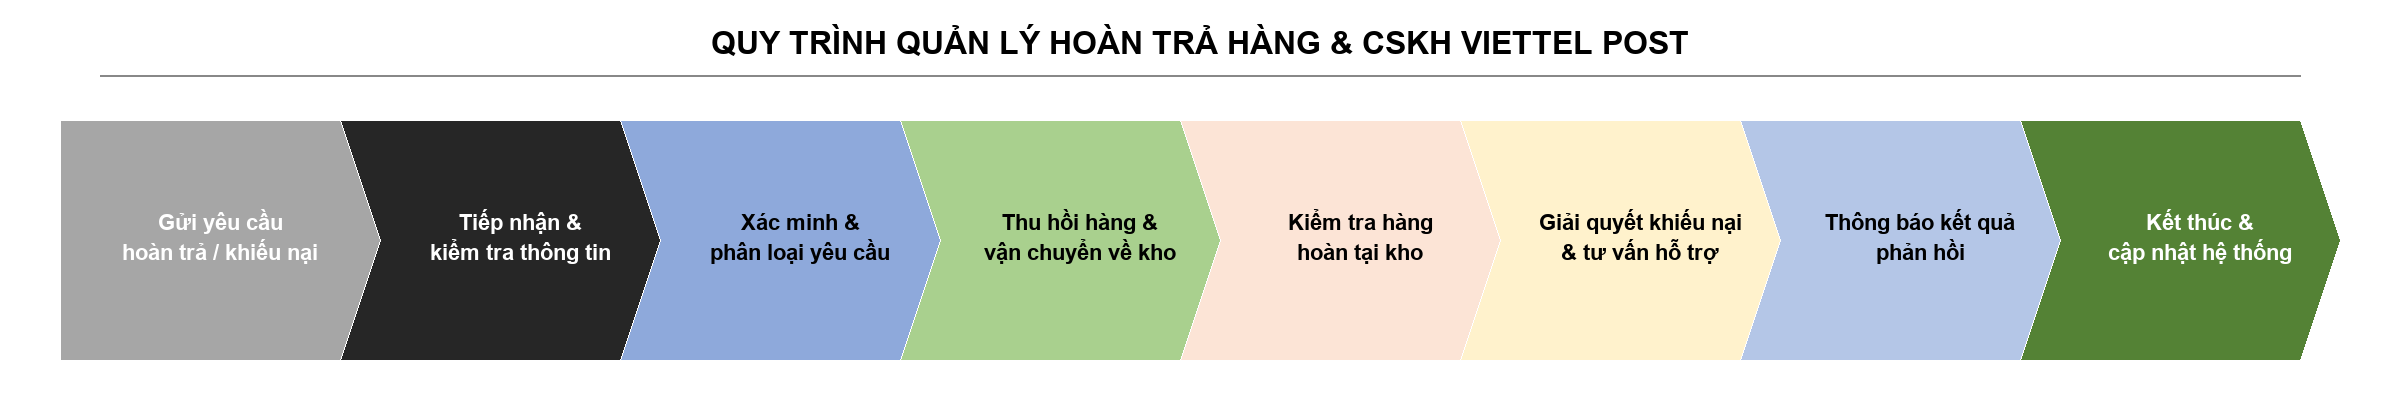 QUY TRÌNH QUẢN LÝ HOÀN TRẢ HÀNG & CSKH VIETTEL POST
Gửi yêu cầu
hoàn trả / khiếu nại
Tiếp nhận &
kiểm tra thông tin
Xác minh &
phân loại yêu cầu
Thu hồi hàng &
vận chuyển về kho
Kiểm tra hàng
hoàn tại kho
Giải quyết khiếu nại
& tư vấn hỗ trợ
Thông báo kết quả
phản hồi
Kết thúc &
cập nhật hệ thống